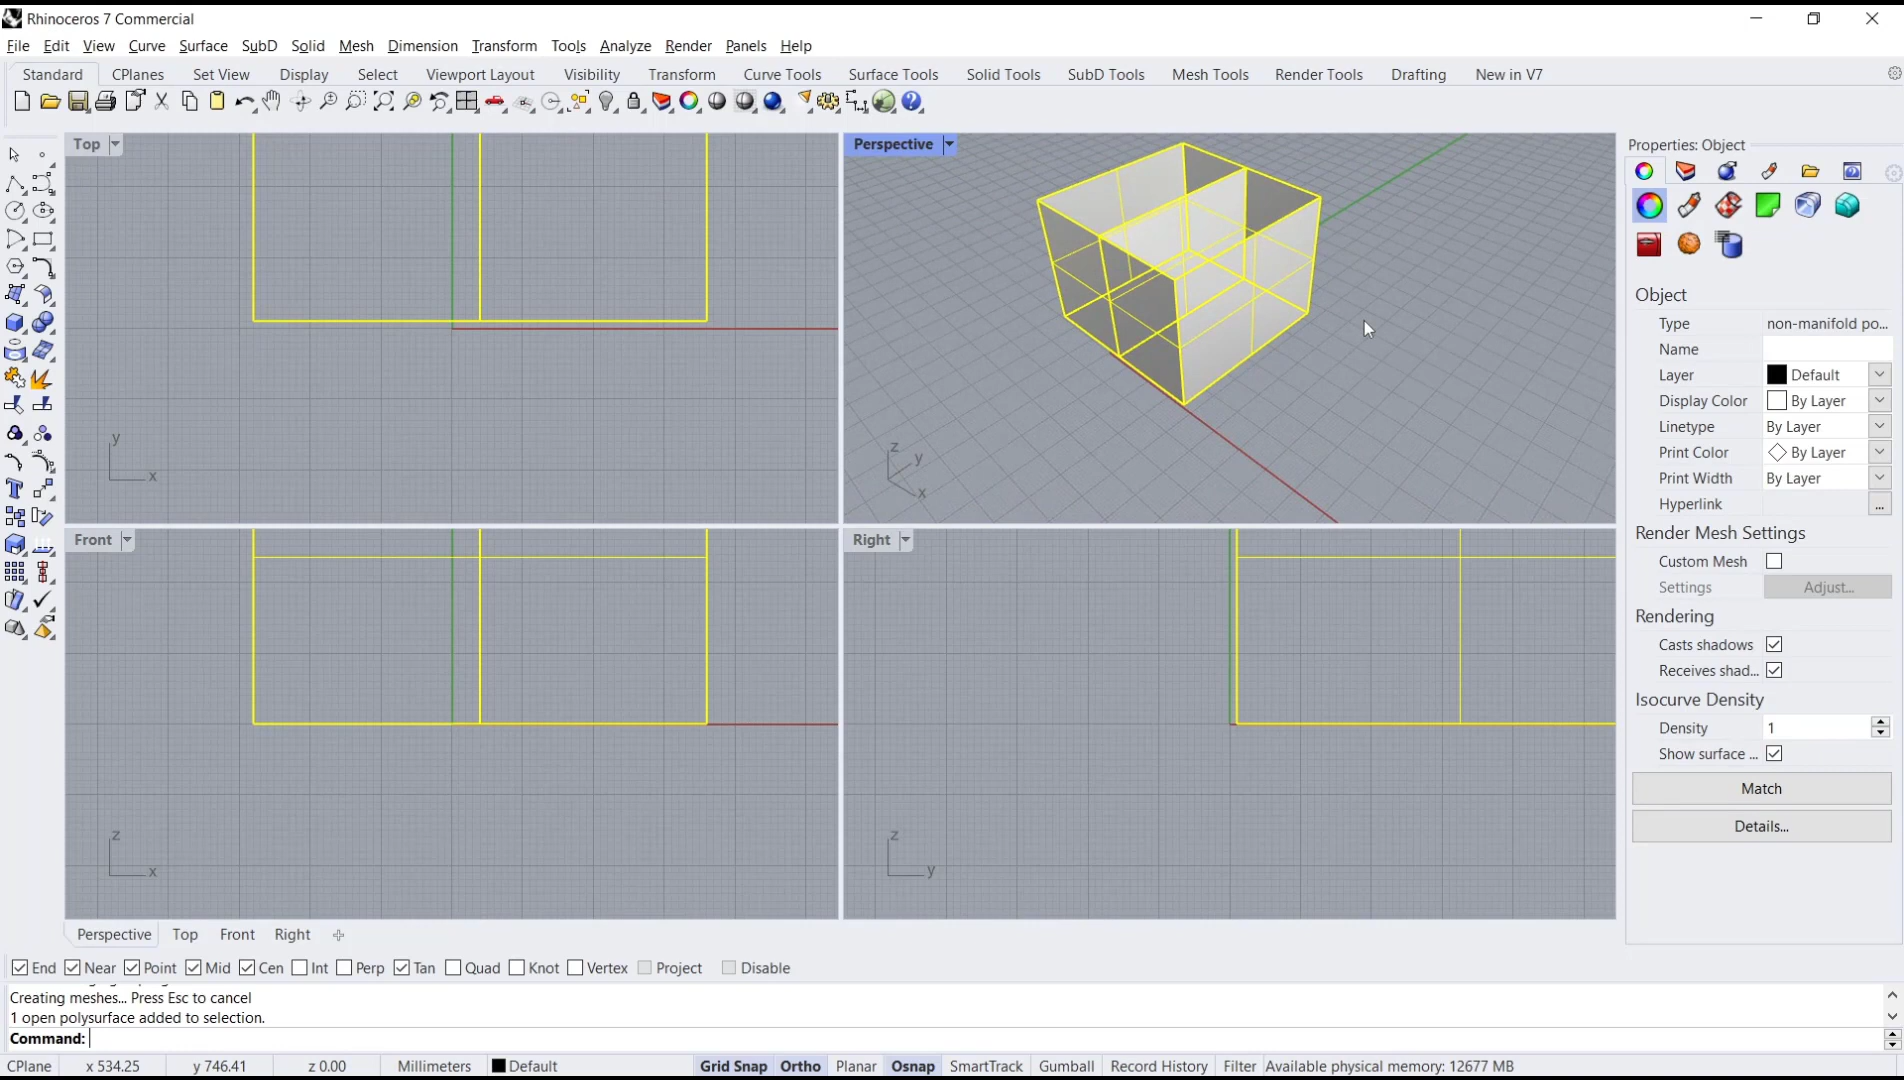 Rhinoceros 7 Commercial
File Edit View Curve Surface SubD Solid Mesh Dimension Transform Tools Analyze Render Panels Help
Standard CPlanes Set View Display Select Viewport Layout Visibility Transform Curve Tools Surface Tools Solid Tools SubD Tools Mesh Tools Render Tools Drafting New in V7
Top
Perspective
Properties: Object
Object
Type non-manifold po...
Name
Layer Default
Display Color By Layer
Linetype By Layer
Print Color By Layer
Print Width By Layer
Hyperlink ...
Render Mesh Settings
Custom Mesh
Settings Adjust...
Rendering
Casts shadows
Receives shad...
Isocurve Density
Density 1
Show surface ...
Match
Details...
y
x
z
y
x
Front
Right
z
x
z
y
Perspective Top Front Right
End Near Point Mid Cen Int Perp Tan Quad Knot Vertex Project Disable
Creating meshes... Press Esc to cancel
1 open polysurface added to selection.
Command:
CPlane x 534.25 y 746.41 z 0.00 Millimeters Default Grid Snap Ortho Planar Osnap SmartTrack Gumball Record History Filter Available physical memory: 12677 MB